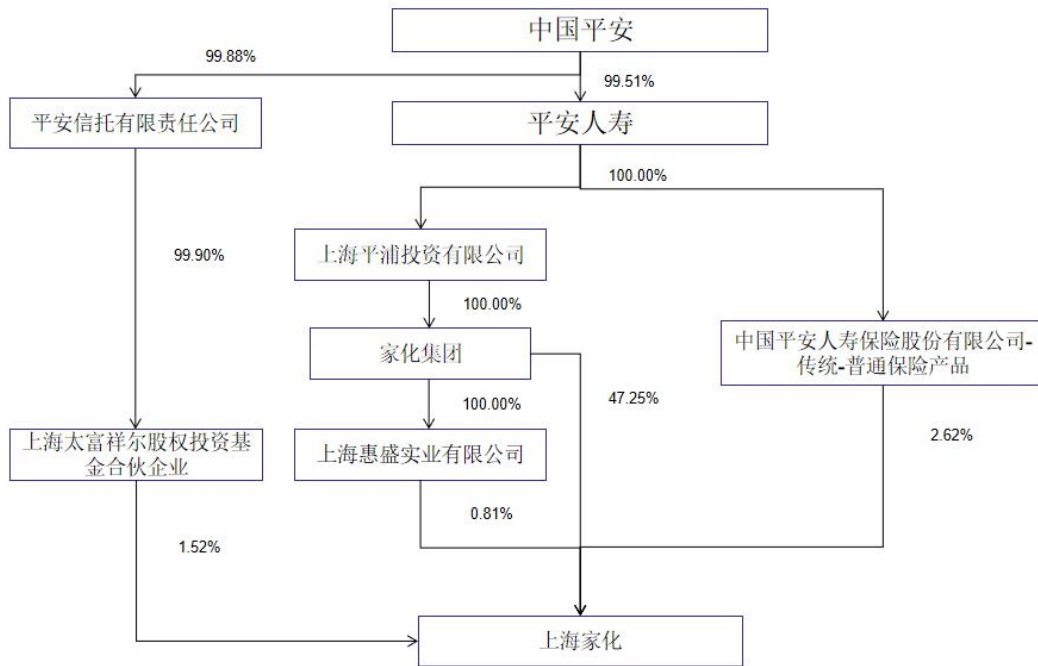 中国平安
99.88%
99.51%
平安信托有限责任公司
平安人寿
100.00%
99.90%
上海平浦投资有限公司
100.00%
家化集团
中国平安人寿保险股份有限公司-
传统-普通保险产品
100.00%
47.25%
2.62%
上海太富祥尔股权投资基
金合伙企业
上海惠盛实业有限公司
0.81%
1.52%
上海家化